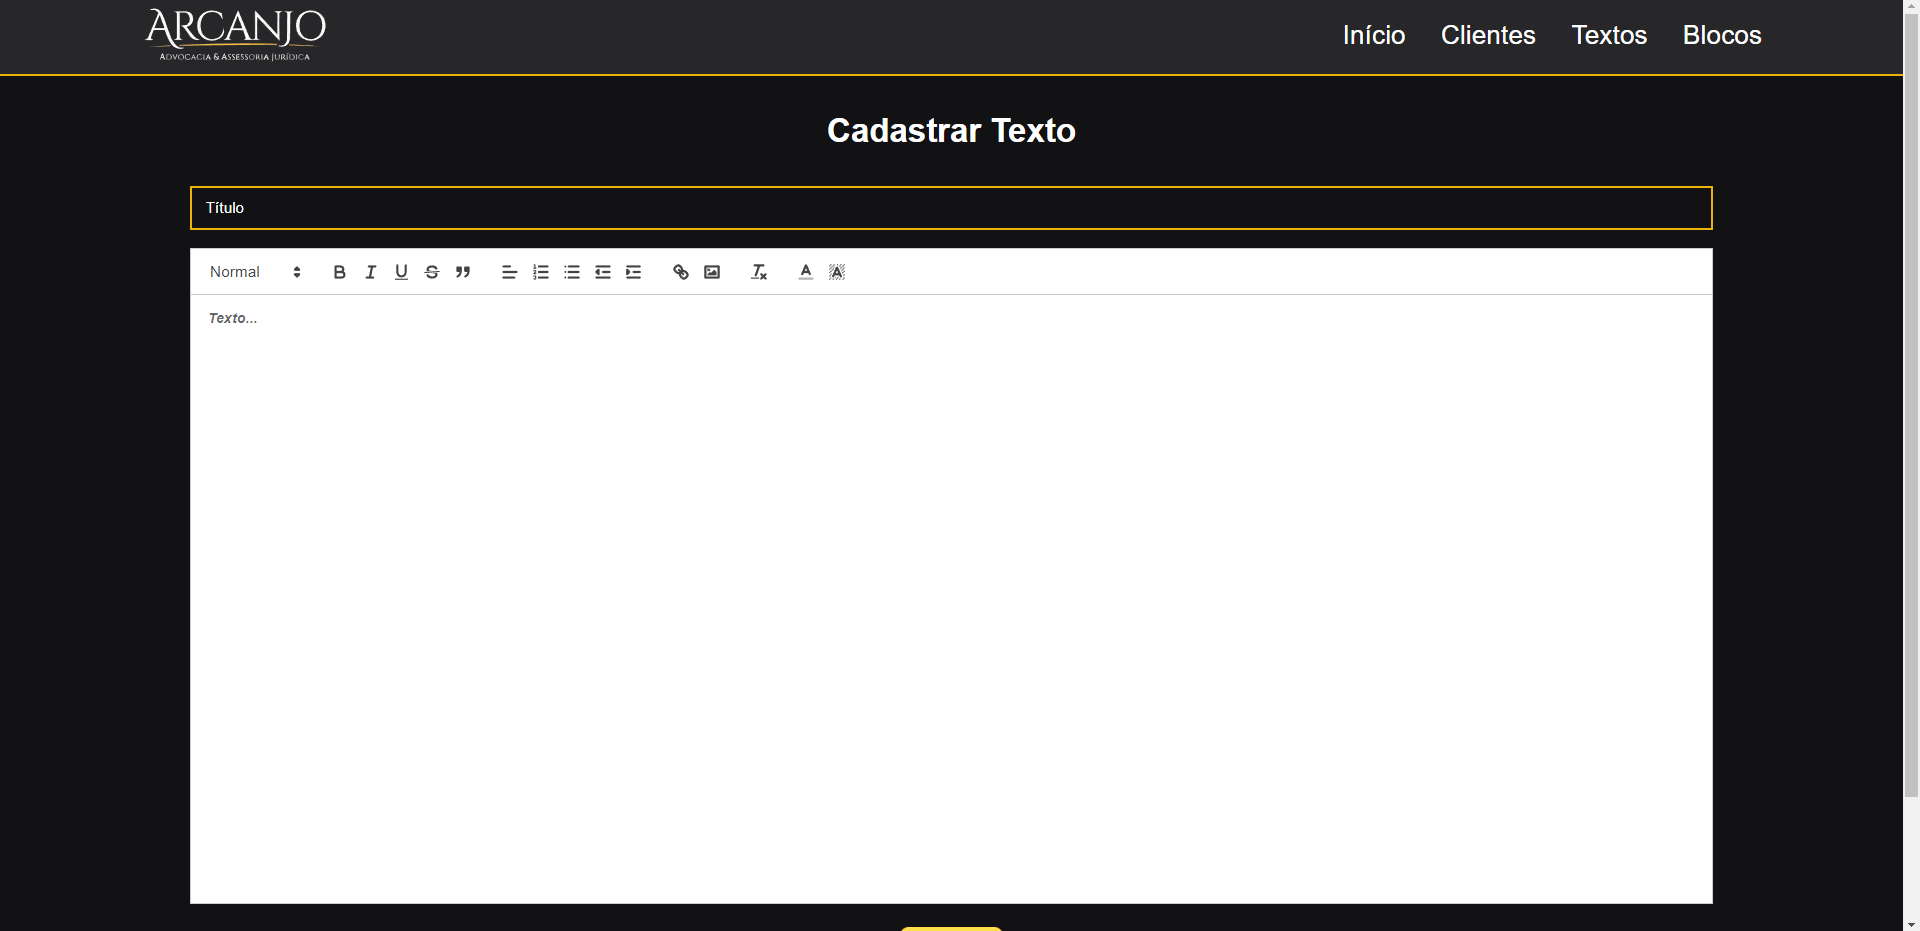 ARCANJO
ADVOCACIA & ASSESSORIA JURÍDICA
Início Clientes Textos Blocos
Cadastrar Texto
Título
Normal
Texto...